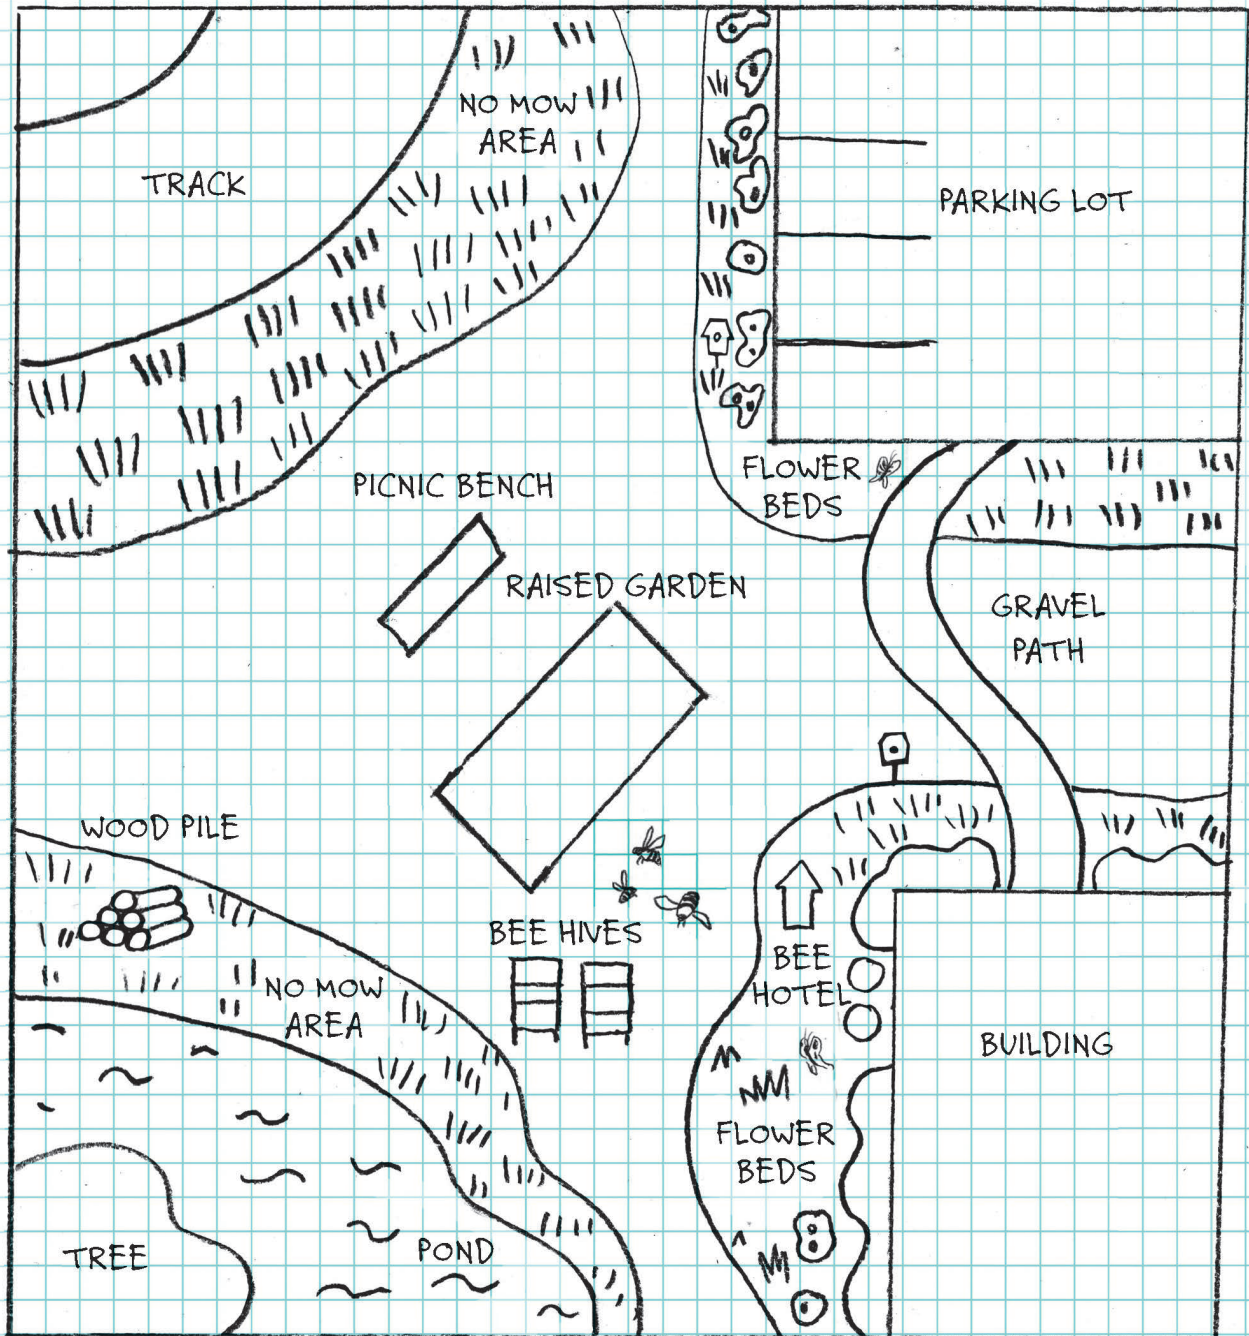 NO MOW
AREA
TRACK
PARKING LOT
FLOWER
BEDS
PICNIC BENCH
RAISED GARDEN
GRAVEL
PATH
WOOD PILE
BEE HIVES
BEE
HOTEL
NO MOW
AREA
BUILDING
FLOWER
BEDS
TREE
POND